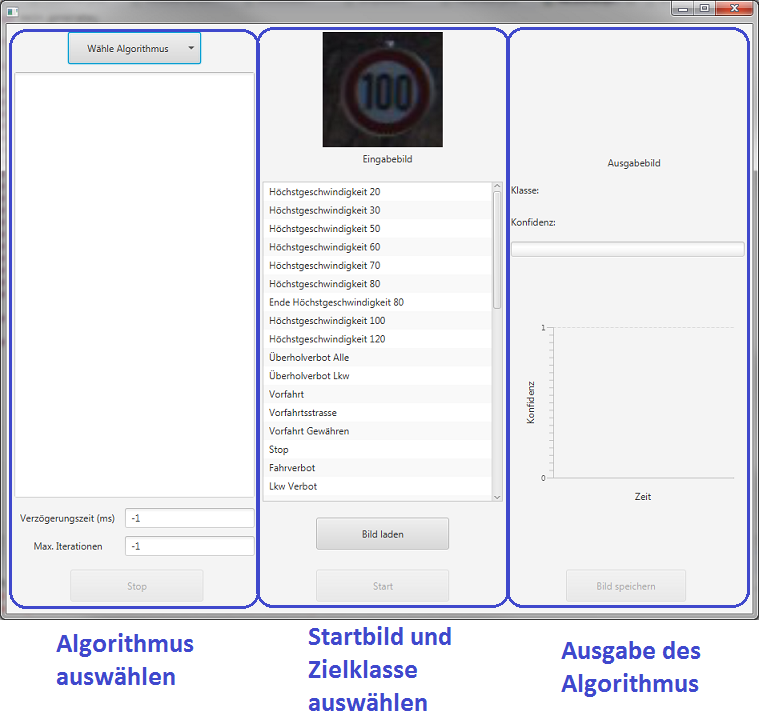 Wähle Algorithmus
Verzögerungszeit (ms)
-1
Max. Iterationen
-1
Stop
100
Eingabebild
Höchstgeschwindigkeit 20
Höchstgeschwindigkeit 30
Höchstgeschwindigkeit 50
Höchstgeschwindigkeit 60
Höchstgeschwindigkeit 70
Höchstgeschwindigkeit 80
Ende Höchstgeschwindigkeit 80
Höchstgeschwindigkeit 100
Höchstgeschwindigkeit 120
Überholverbot Alle
Überholverbot Lkw
Vorfahrt
Vorfahrtsstrasse
Vorfahrt Gewähren
Stop
Fahrverbot
Lkw Verbot
Bild laden
Start
Ausgabebild
Klasse:
Konfidenz:
1
Konfidenz
0
Zeit
Bild speichern
Algorithmus
auswählen
Startbild und
Zielklasse
auswählen
Ausgabe des
Algorithmus